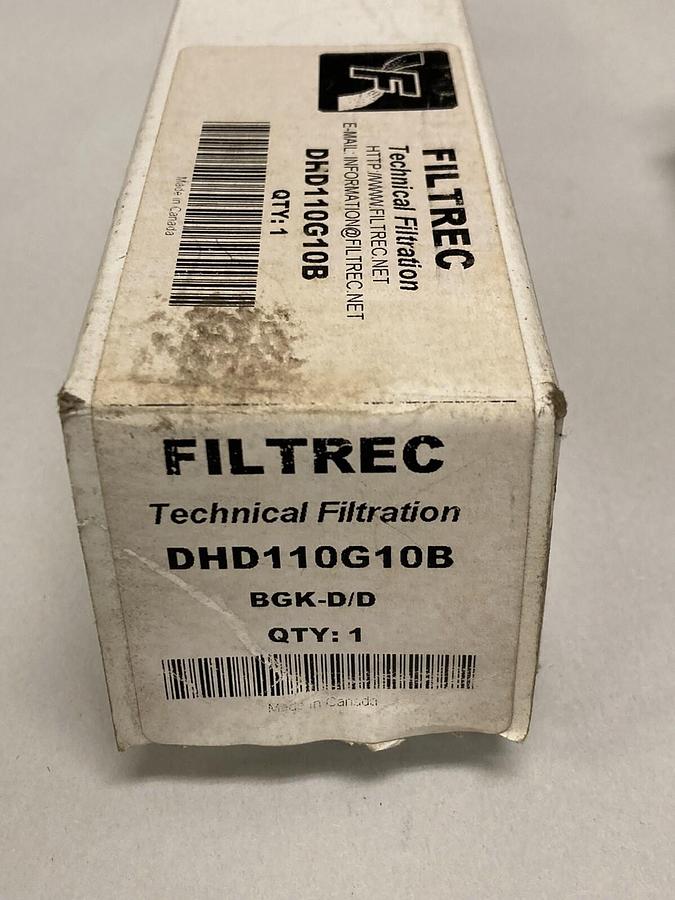 FILTREC
Technical Filtration
HTTP://WWW.FILTREC.NET
E-MAIL: INFORMATION@FILTREC.NET
DHD110G10B
QTY: 1
Made in Canada
FILTREC
Technical Filtration
DHD110G10B
BGK-D/D
QTY: 1
Made in Canada